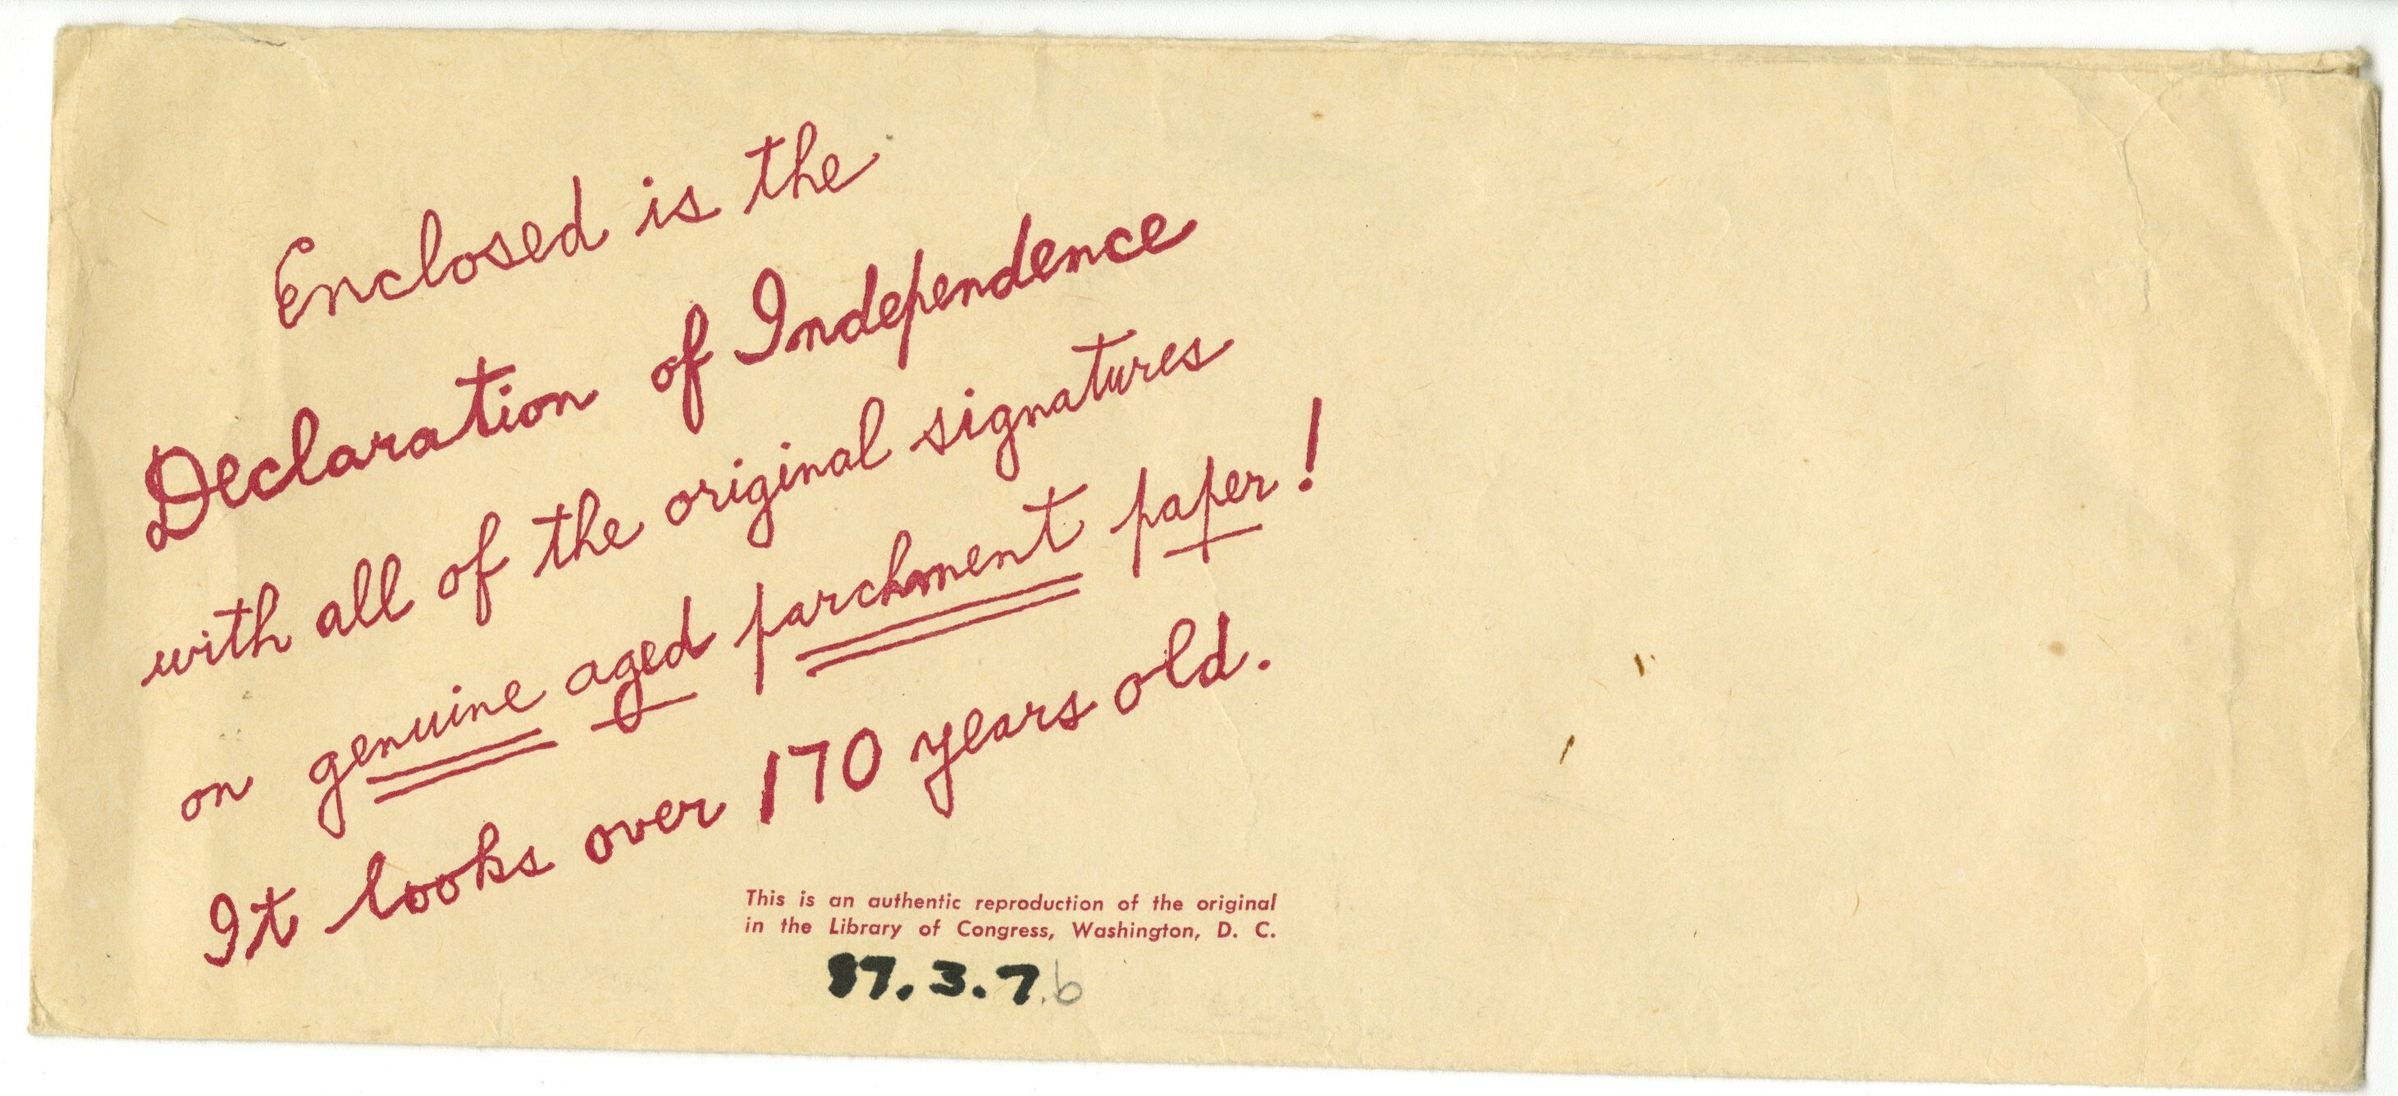 Enclosed is the
Declaration of Independence
with all of the original signatures
on genuine aged parchment paper!
It looks over 170 years old.
This is an authentic reproduction of the original
in the Library of Congress, Washington, D. C.
87.3.7.b